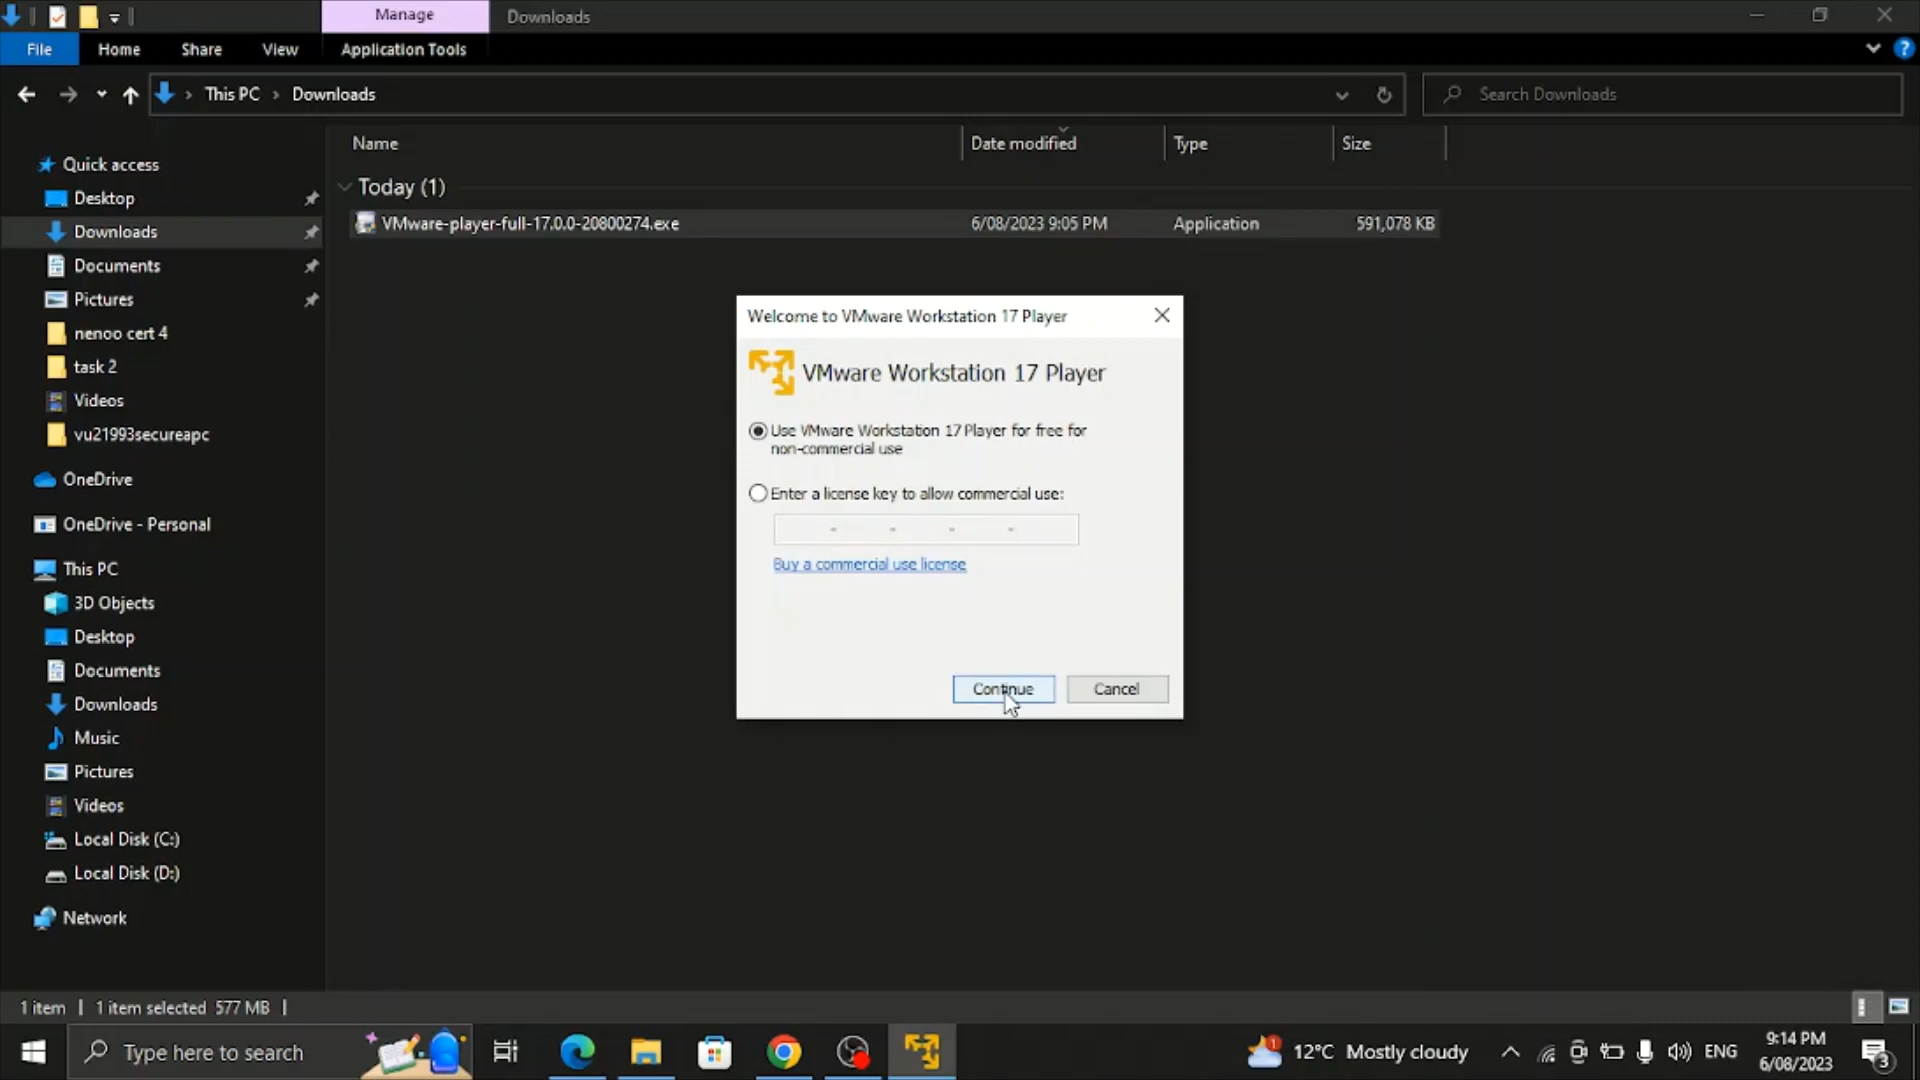 Manage
Downloads
File
Home
Share
View
Application Tools
This PC
Downloads
Search Downloads
Name
Date modified
Type
Size
Quick access
Desktop
Downloads
Documents
Pictures
nenoo cert 4
task 2
Videos
vu21993secureapc
OneDrive
OneDrive - Personal
This PC
3D Objects
Desktop
Documents
Downloads
Music
Pictures
Videos
Local Disk (C:)
Local Disk (D:)
Network
Today (1)
VMware-player-full-17.0.0-20800274.exe
6/08/2023 9:05 PM
Application
591,078 KB
Welcome to VMware Workstation 17 Player
VMware Workstation 17 Player
Use VMware Workstation 17 Player for free for
non-commercial use
Enter a license key to allow commercial use:
- - - -
Buy a commercial use license
Continue
Cancel
1 item
1 item selected 577 MB
Type here to search
1
12°C Mostly cloudy
ENG
9:14 PM
6/08/2023
3